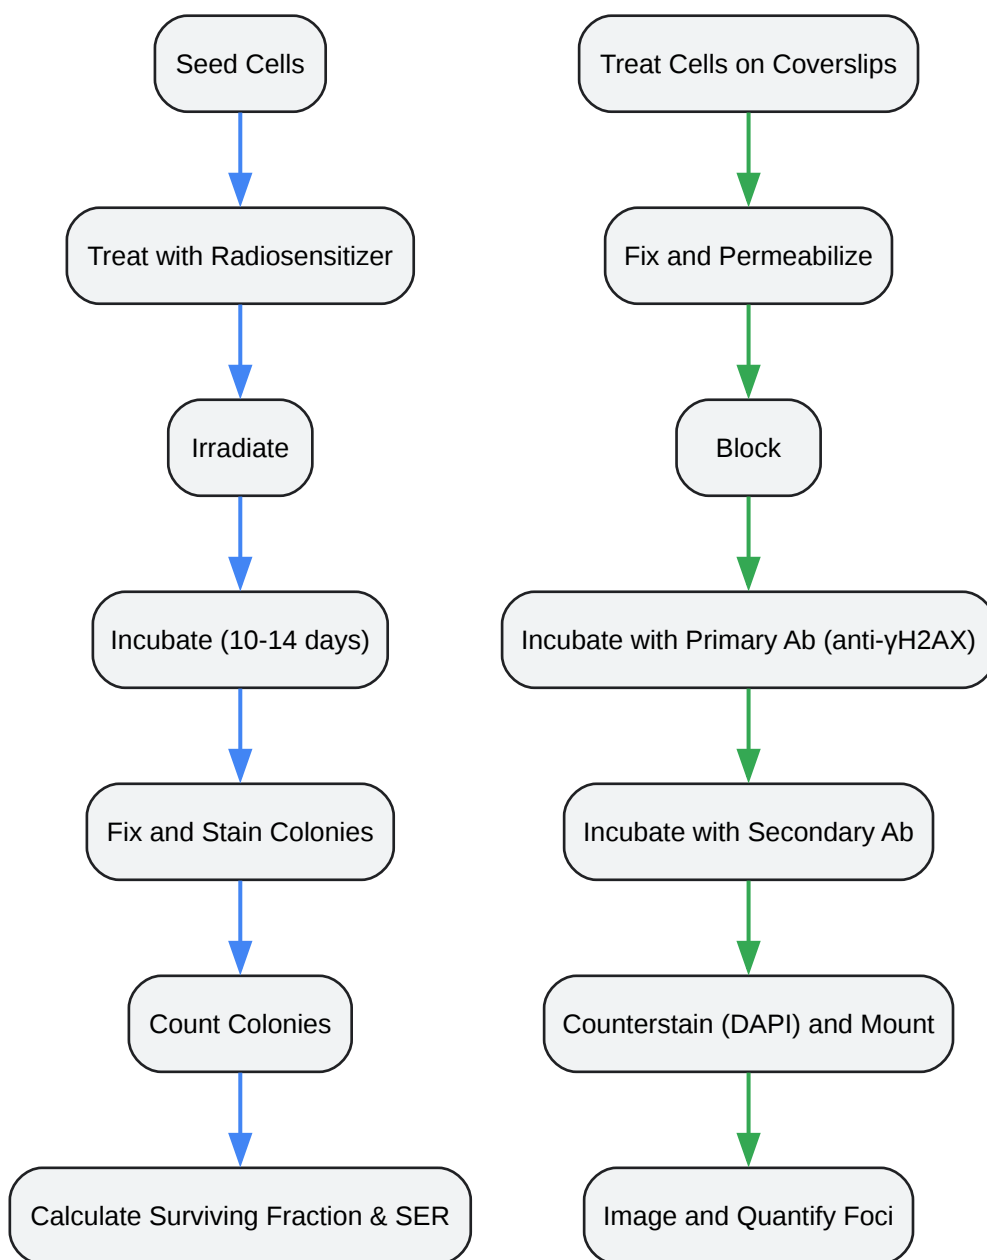 Seed Cells
Treat with Radiosensitizer
Irradiate
Incubate (10-14 days)
Fix and Stain Colonies
Count Colonies
Calculate Surviving Fraction & SER
Treat Cells on Coverslips
Fix and Permeabilize
Block
Incubate with Primary Ab (anti-γH2AX)
Incubate with Secondary Ab
Counterstain (DAPI) and Mount
Image and Quantify Foci